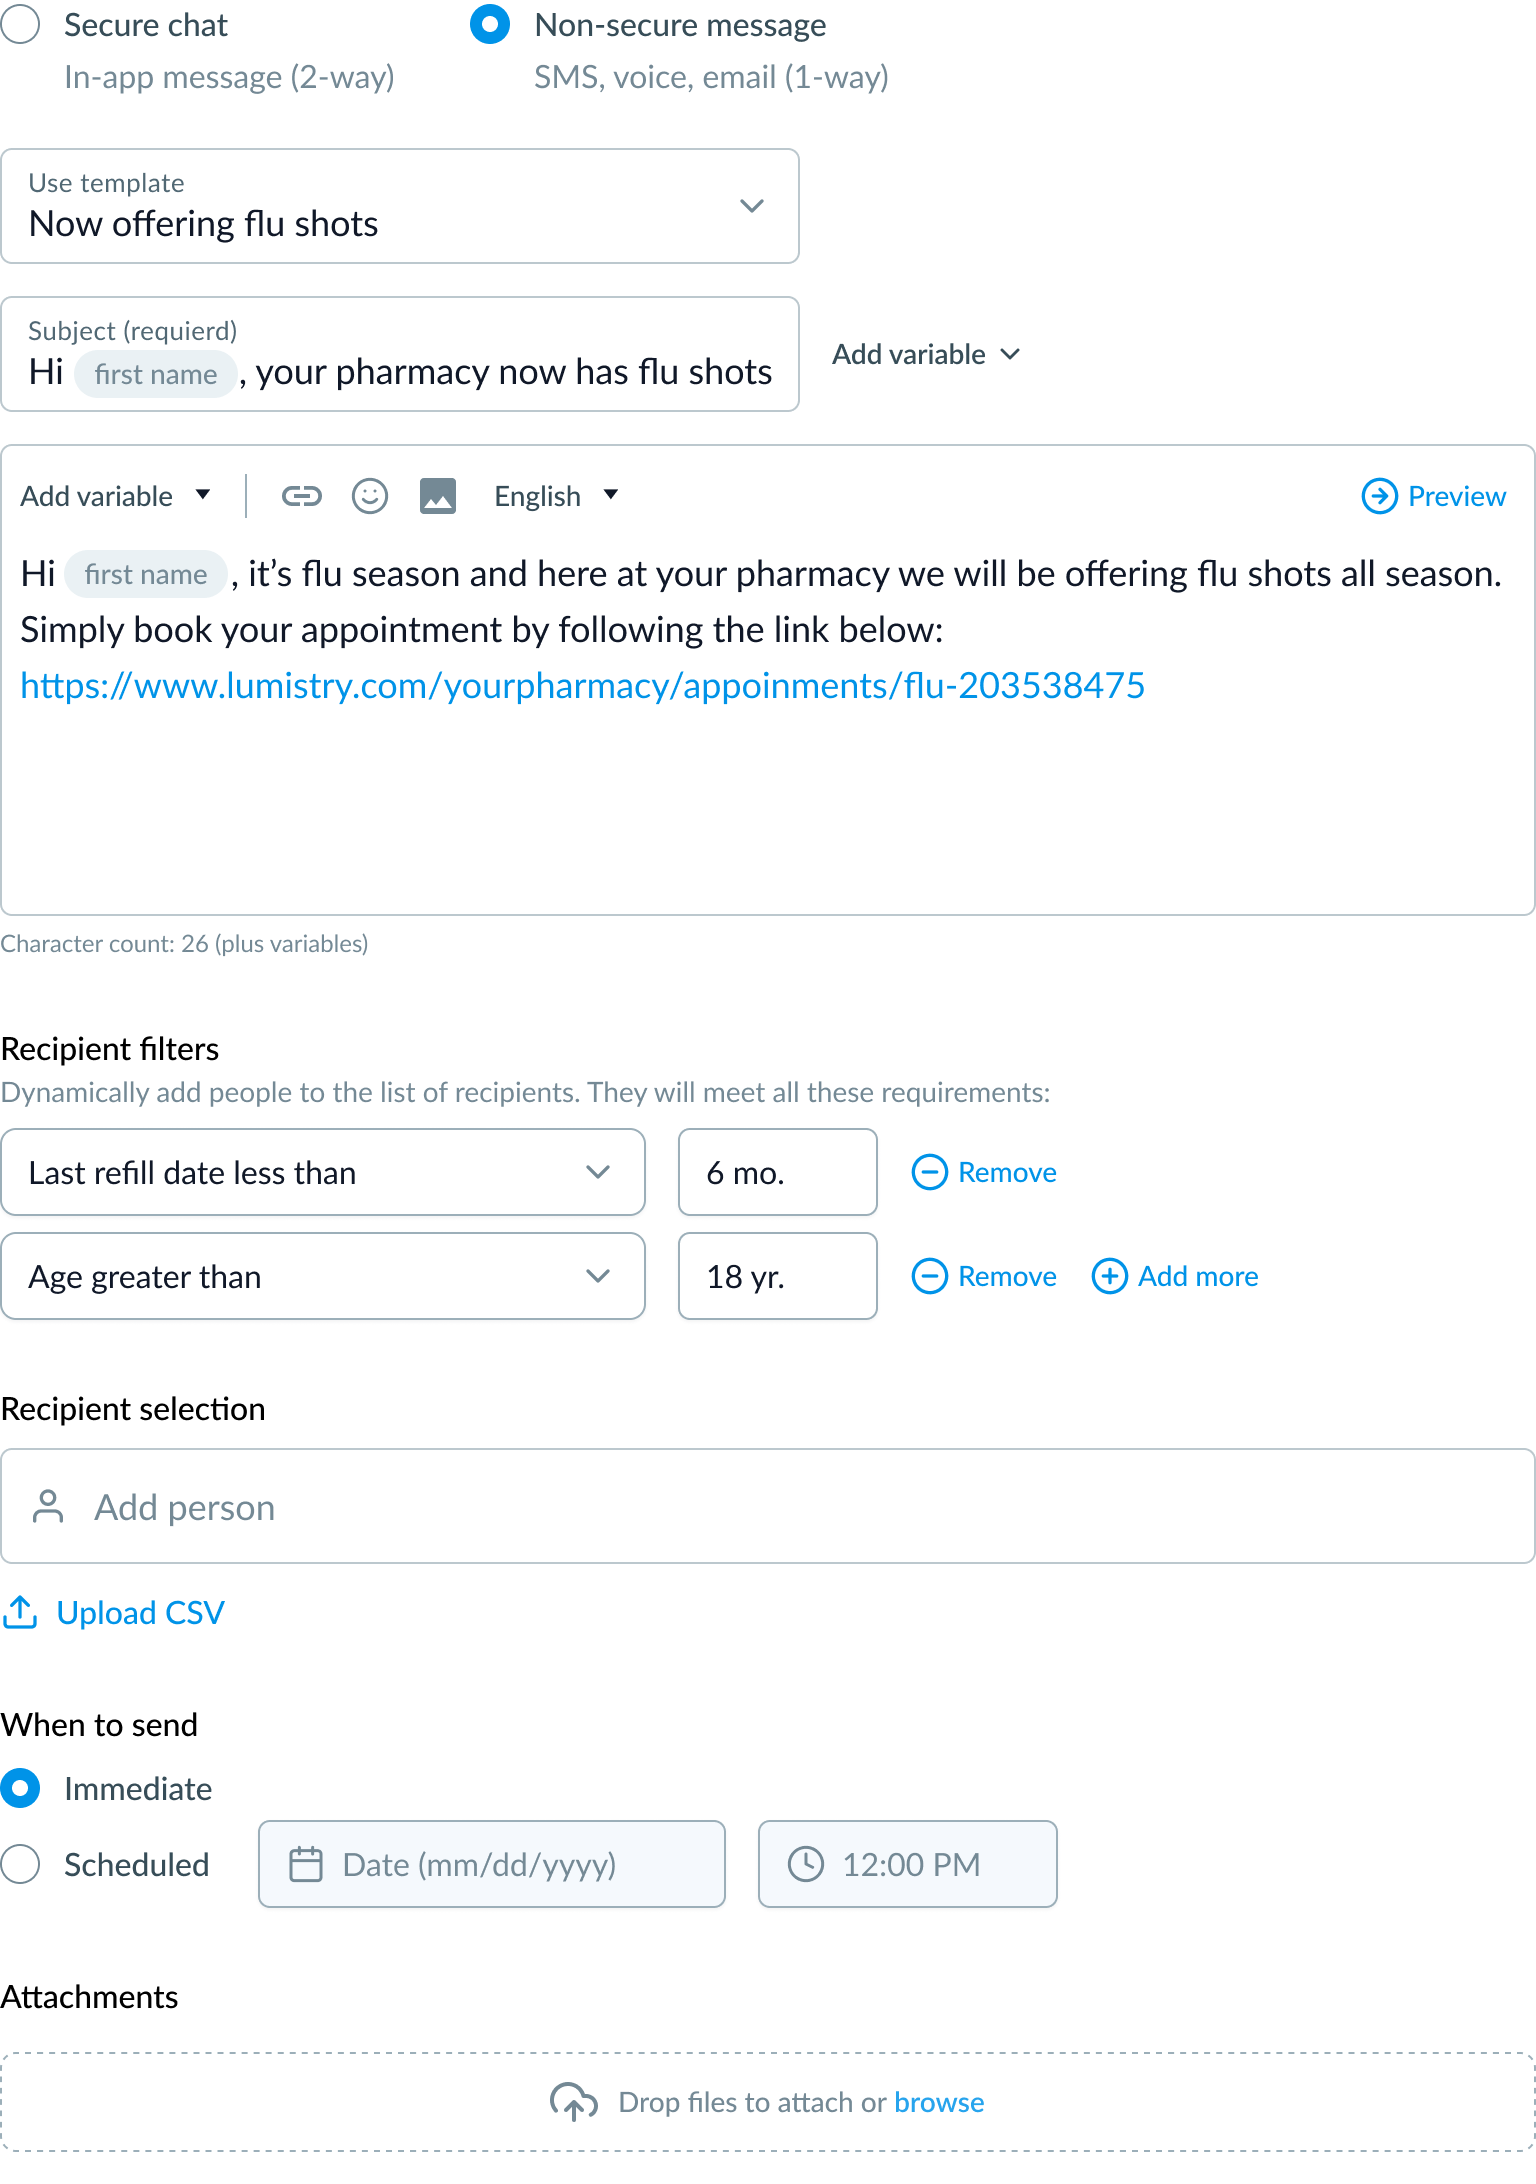 Secure chat
Non-secure message
In-app message (2-way)
SMS, voice, email (1-way)
Use template
Now offering flu shots
Subject (requierd)
Hi first name , your pharmacy now has flu shots
Add variable
Add variable
English
Preview
Hi first name , it’s flu season and here at your pharmacy we will be offering flu shots all season.
Simply book your appointment by following the link below:
https://www.lumistry.com/yourpharmacy/appoinments/flu-203538475
Character count: 26 (plus variables)
Recipient filters
Dynamically add people to the list of recipients. They will meet all these requirements:
Last refill date less than
6 mo.
Remove
Age greater than
18 yr.
Remove
Add more
Recipient selection
Add person
Upload CSV
When to send
Immediate
Scheduled
Date (mm/dd/yyyy)
12:00 PM
Attachments
Drop files to attach or browse